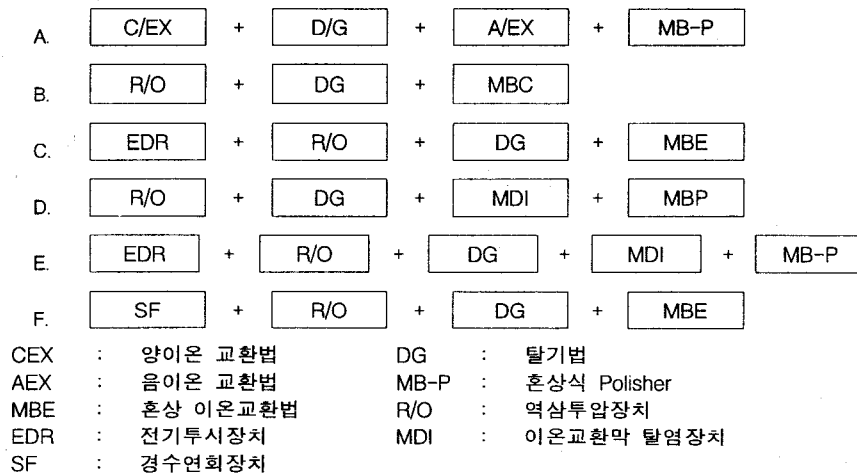 A. C/EX + D/G + A/EX + MB-P
B. R/O + DG + MBC
C. EDR + R/O + DG + MBE
D. R/O + DG + MDI + MBP
E. EDR + R/O + DG + MDI + MB-P
F. SF + R/O + DG + MBE
CEX : 양이온 교환법 DG : 탈기법
AEX : 음이온 교환법 MB-P : 혼상식 Polisher
MBE : 혼상 이온교환법 R/O : 역삼투압장치
EDR : 전기투시장치 MDI : 이온교환막 탈염장치
SF : 경수연회장치